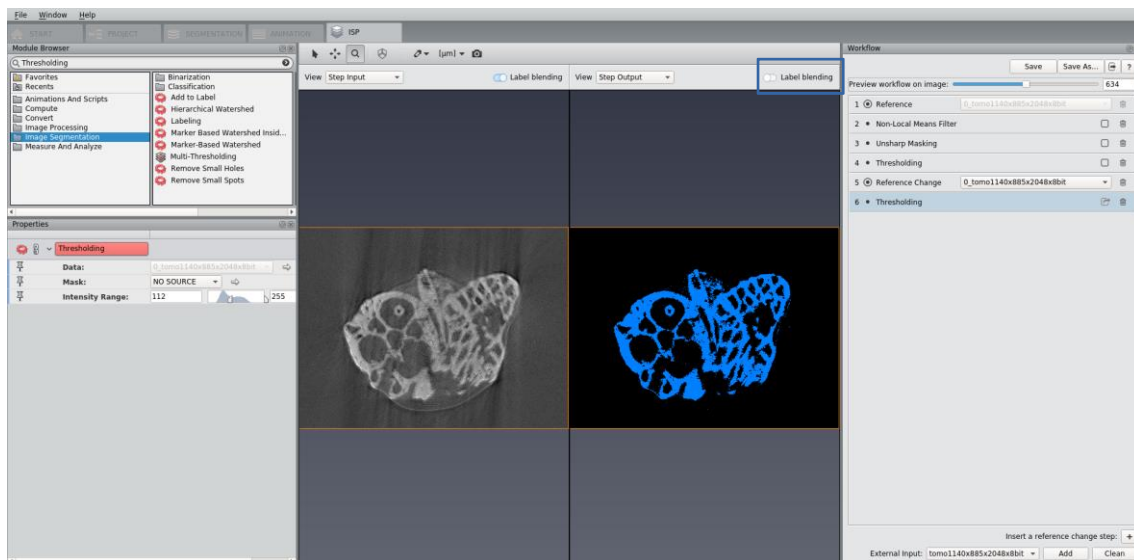 File Window Help
START PROJECT SEGMENTATION ANIMATION ISP
Module Browser
Thresholding
Favorites
Recents
Animations And Scripts
Compute
Convert
Image Processing
Image Segmentation
Measure And Analyze
Binarization
Classification
Add to Label
Hierarchical Watershed
Labeling
Marker Based Watershed Insid...
Marker-Based Watershed
Multi-Thresholding
Remove Small Holes
Remove Small Spots
Properties
Thresholding
Data: 0_tomo1140x885x2048x8bit
Mask: NO SOURCE
Intensity Range: 112 255
[µm]
View Step Input Label blending
View Step Output Label blending
Workflow
Save Save As... ?
Preview workflow on image: 634
1 Reference 0_tomo1140x885x2048x8bit
2 Non-Local Means Filter
3 Unsharp Masking
4 Thresholding
5 Reference Change 0_tomo1140x885x2048x8bit
6 Thresholding
Insert a reference change step: +
External Input: tomo1140x885x2048x8bit Add Clean